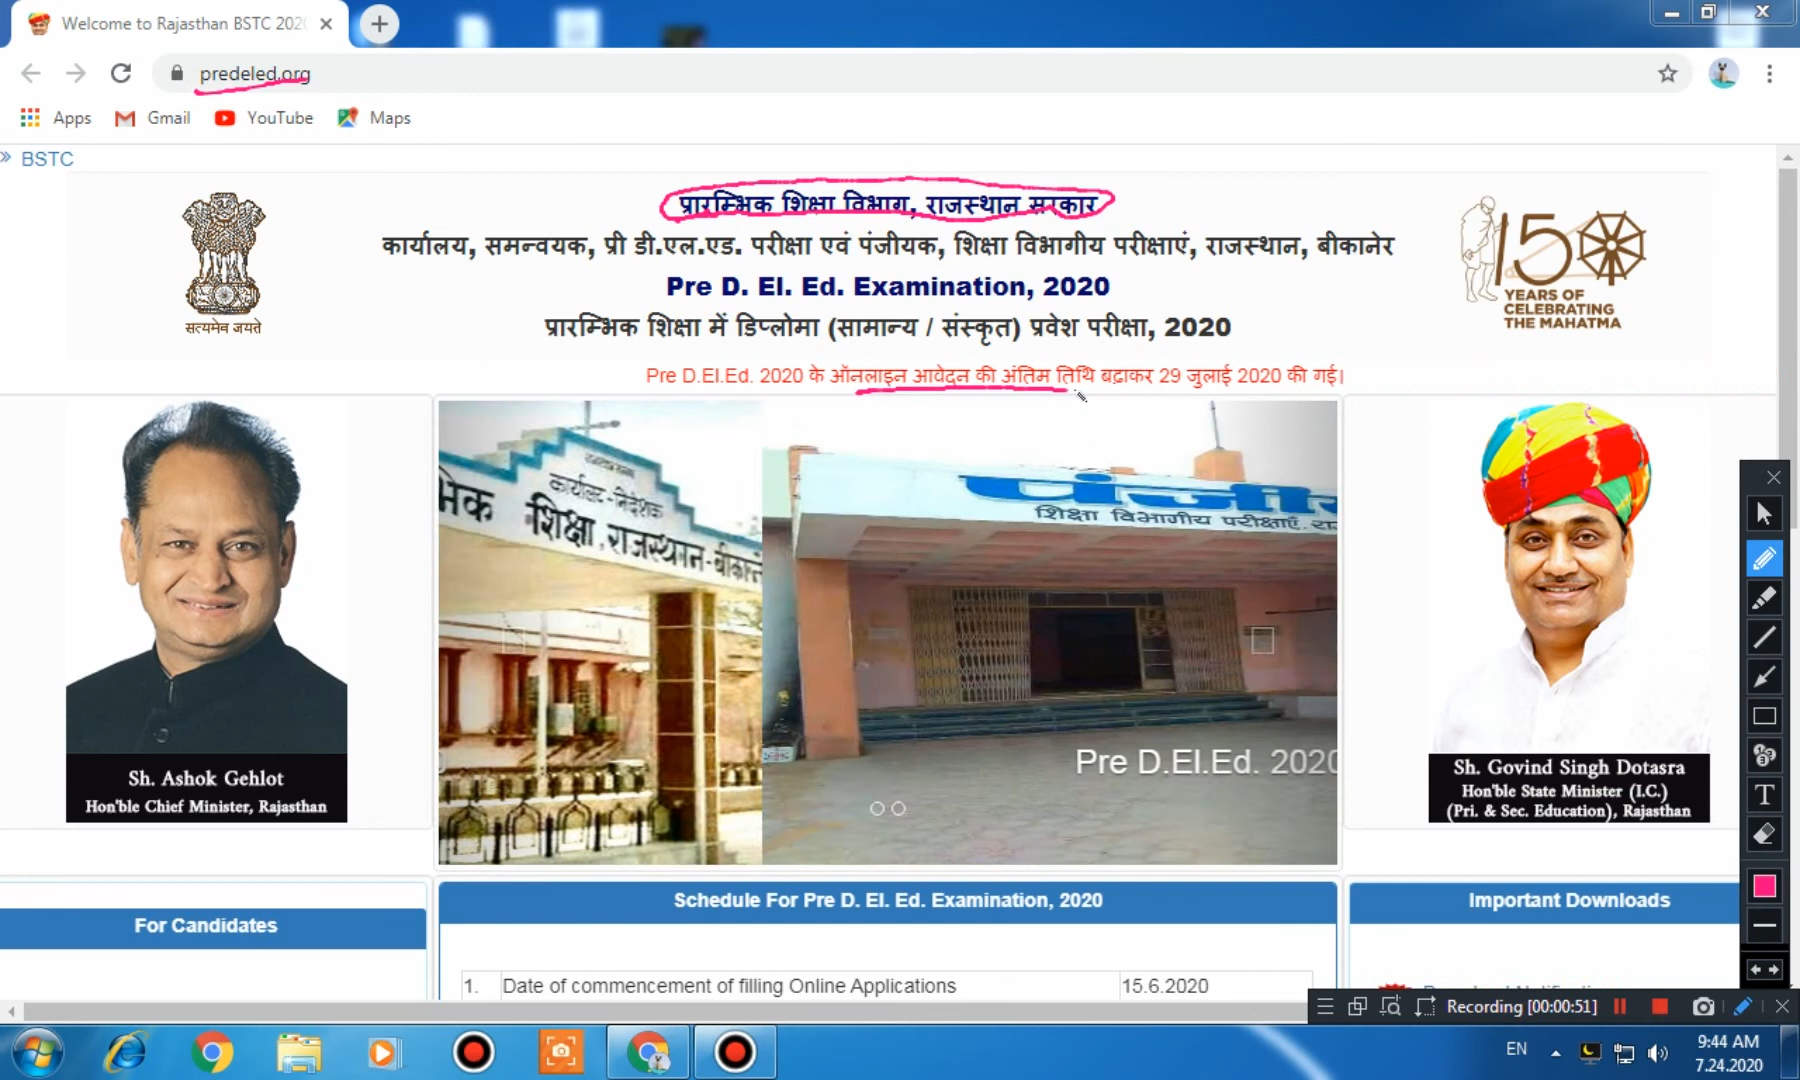 Welcome to Rajasthan BSTC 202
predeled.org
Apps
Gmail
YouTube
Maps
BSTC
प्रारम्भिक शिक्षा विभाग, राजस्थान सरकार
कार्यालय, समन्वयक, प्री डी.एल.एड. परीक्षा एवं पंजीयक, शिक्षा विभागीय परीक्षाएं, राजस्थान, बीकानेर
Pre D. El. Ed. Examination, 2020
प्रारम्भिक शिक्षा में डिप्लोमा (सामान्य / संस्कृत) प्रवेश परीक्षा, 2020
सत्यमेव जयते
150
YEARS OF
CELEBRATING
THE MAHATMA
Pre D.El.Ed. 2020 के ऑनलाइन आवेदन की अंतिम तिथि बढ़ाकर 29 जुलाई 2020 की गई।
Sh. Ashok Gehlot
Hon'ble Chief Minister, Rajasthan
कार्यालय-निदेशक
भिक शिक्षा, राजस्थान-बीकाने
पंजी
शिक्षा विभागीय परीक्षाएँ, रा
Pre D.El.Ed. 2020
Sh. Govind Singh Dotasra
Hon'ble State Minister (I.C.)
(Pri. & Sec. Education), Rajasthan
For Candidates
Schedule For Pre D. El. Ed. Examination, 2020
Important Downloads
1. Date of commencement of filling Online Applications 15.6.2020
Recording [00:00:51]
EN
9:44 AM
7.24.2020